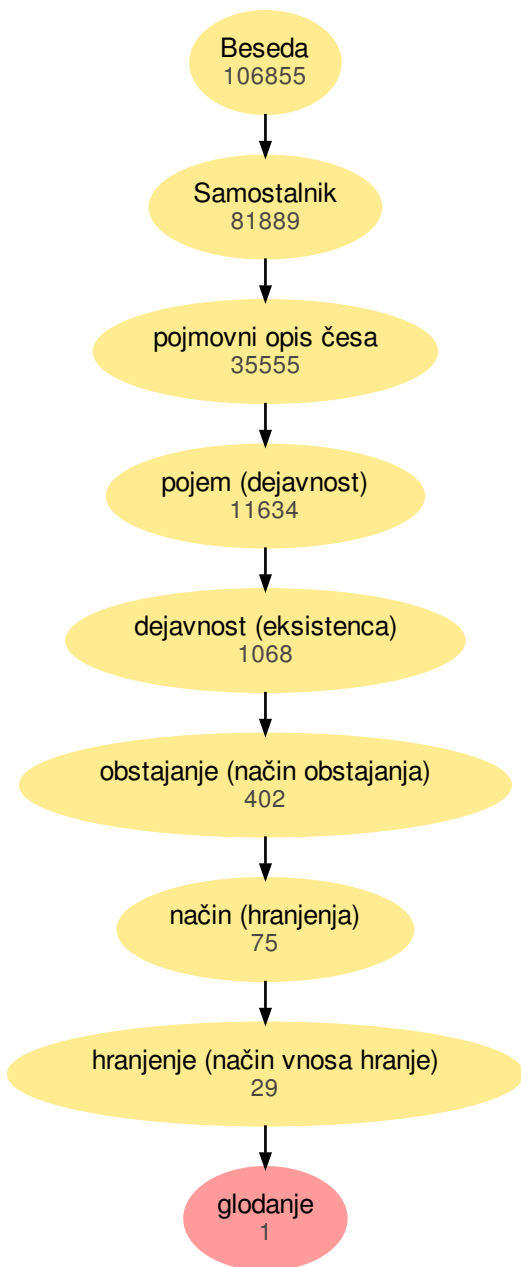 Beseda
106855
Samostalnik
81889
pojmovni opis česa
35555
pojem (dejavnost)
11634
dejavnost (eksistenca)
1068
obstajanje (način obstajanja)
402
način (hranjenja)
75
hranjenje (način vnosa hranje)
29
glodanje
1